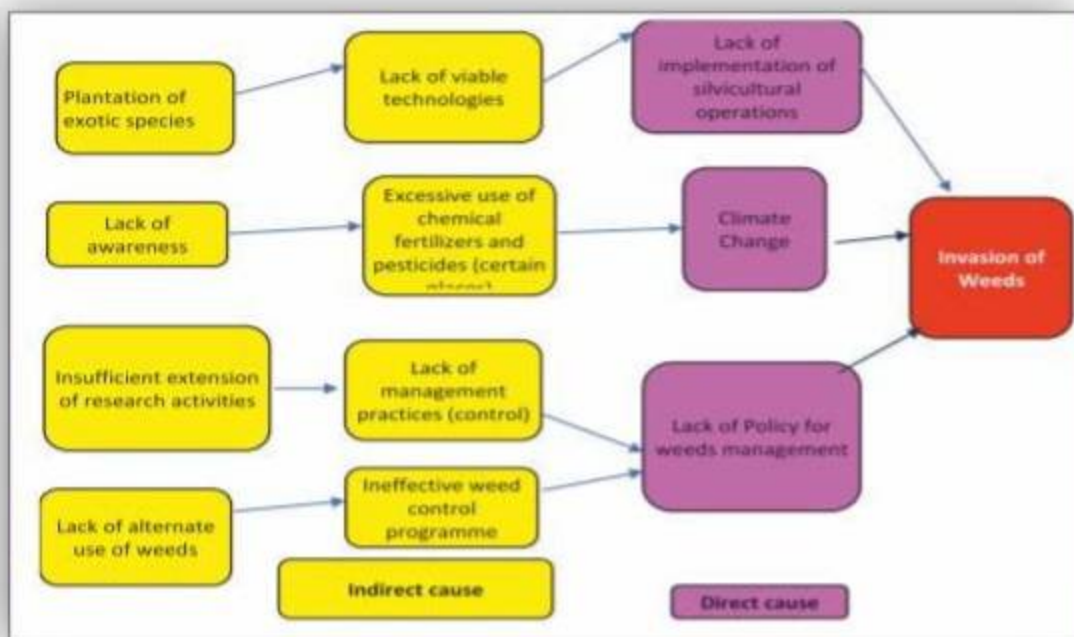 Plantation of
exotic species
Lack of viable
technologies
Lack of
implementation of
silvicultural
operations
Lack of
awareness
Excessive use of
chemical
fertilizers and
pesticides (certain
places)
Climate
Change
Invasion of
Weeds
Insufficient extension
of research activities
Lack of
management
practices (control)
Lack of Policy for
weeds management
Lack of alternate
use of weeds
Ineffective weed
control
programme
Indirect cause
Direct cause